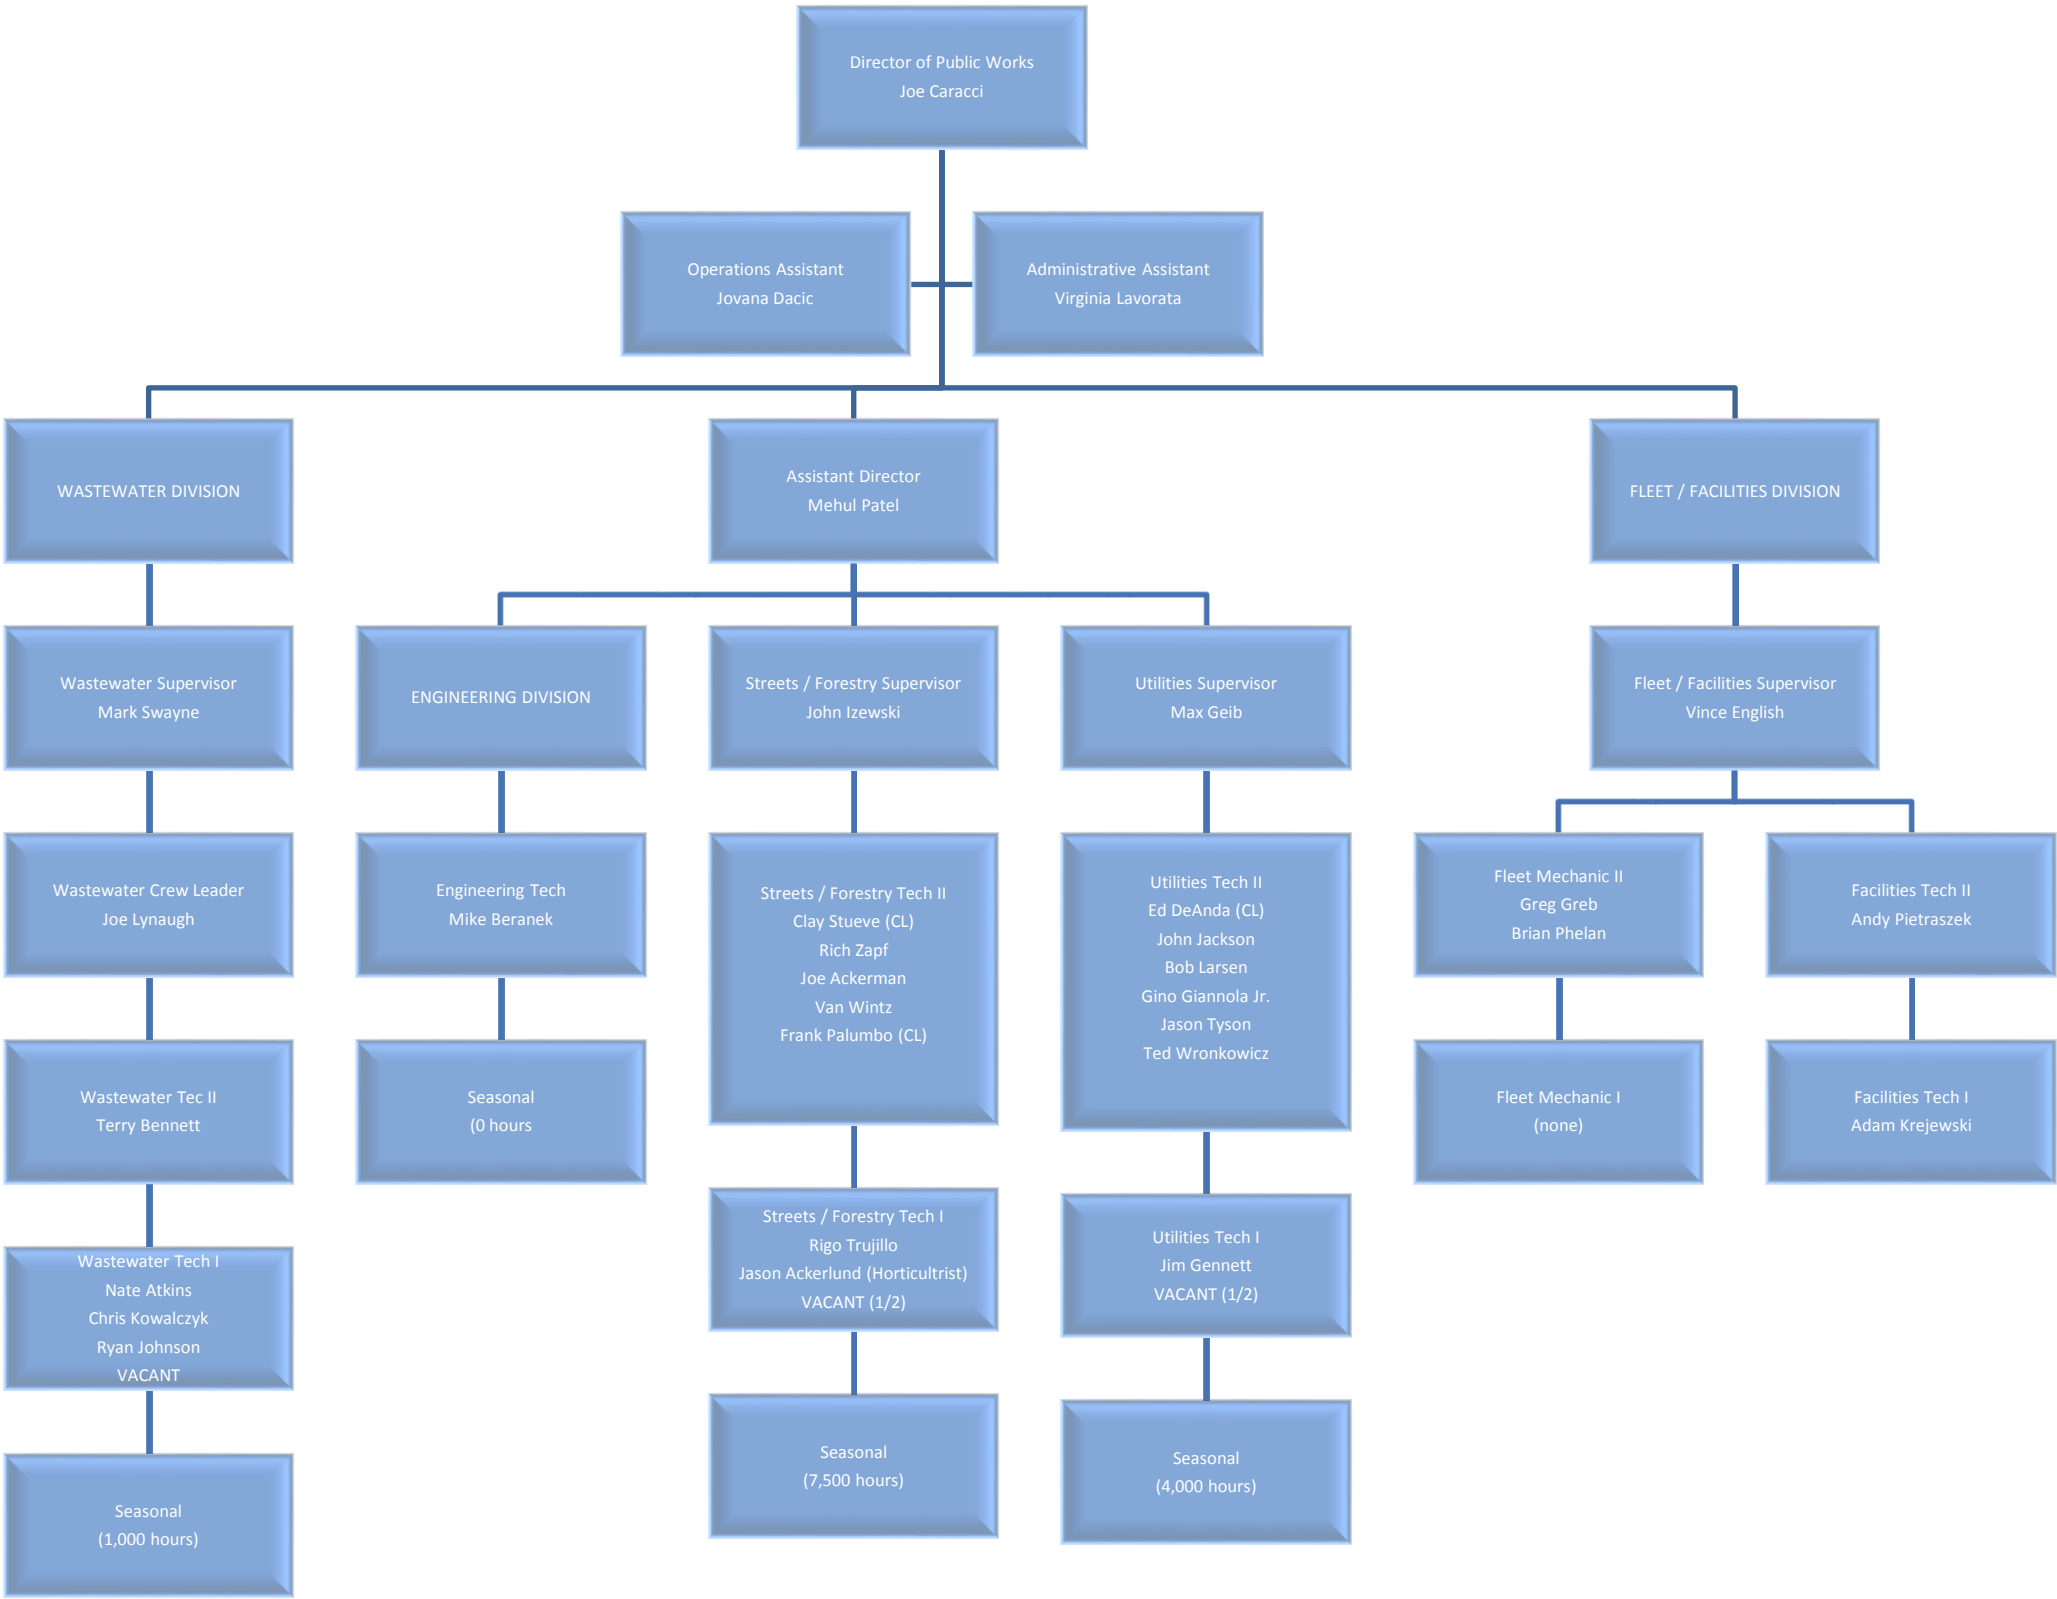 Director of Public Works
Joe Caracci
Operations Assistant
Jovana Dacic
Administrative Assistant
Virginia Lavorata
WASTEWATER DIVISION
Assistant Director
Mehul Patel
FLEET / FACILITIES DIVISION
Wastewater Supervisor
Mark Swayne
ENGINEERING DIVISION
Streets / Forestry Supervisor
John Izewski
Utilities Supervisor
Max Geib
Fleet / Facilities Supervisor
Vince English
Wastewater Crew Leader
Joe Lynaugh
Engineering Tech
Mike Beranek
Streets / Forestry Tech II
Clay Stueve (CL)
Rich Zapf
Joe Ackerman
Van Wintz
Frank Palumbo (CL)
Utilities Tech II
Ed DeAnda (CL)
John Jackson
Bob Larsen
Gino Giannola Jr.
Jason Tyson
Ted Wronkowicz
Fleet Mechanic II
Greg Greb
Brian Phelan
Facilities Tech II
Andy Pietraszek
Wastewater Tec II
Terry Bennett
Seasonal
(0 hours
Fleet Mechanic I
(none)
Facilities Tech I
Adam Krejewski
Wastewater Tech I
Nate Atkins
Chris Kowalczyk
Ryan Johnson
VACANT
Streets / Forestry Tech I
Rigo Trujillo
Jason Ackerlund (Horticultrist)
VACANT (1/2)
Utilities Tech I
Jim Gennett
VACANT (1/2)
Seasonal
(1,000 hours)
Seasonal
(7,500 hours)
Seasonal
(4,000 hours)